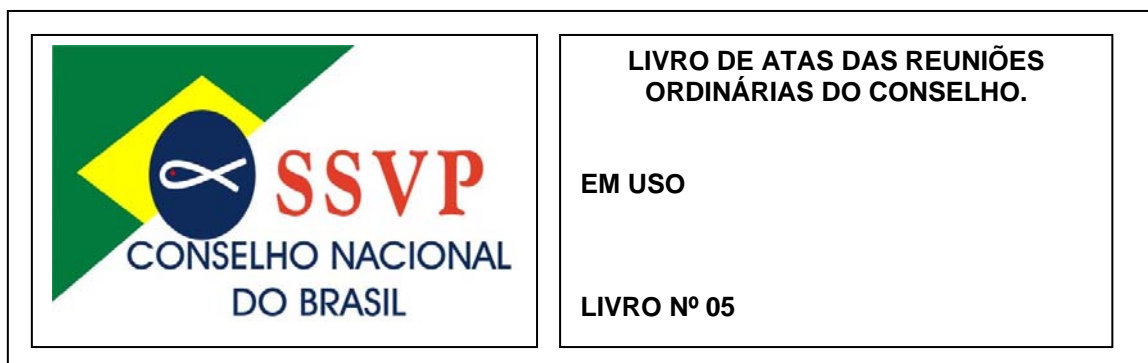 SSVP
CONSELHO NACIONAL
DO BRASIL
LIVRO DE ATAS DAS REUNIÕES
ORDINÁRIAS DO CONSELHO.
EM USO
LIVRO Nº 05